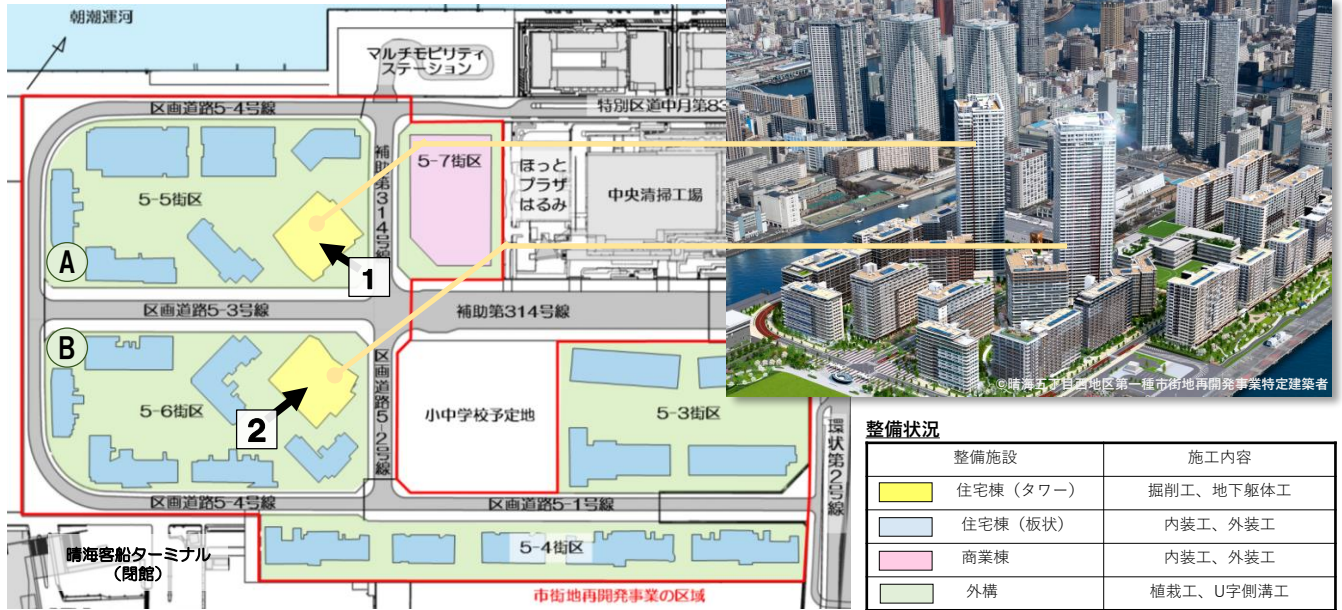 朝潮運河
マルチモビリティ
ステーション
区画道路5-4号線
特別区道中月第83
補助第314号線
5-7街区
ほっと
プラザ
はるみ
中央清掃工場
5-5街区
A
1
区画道路5-3号線
補助第314号線
B
5-6街区
2
区画道路5-2号線
小中学校予定地
5-3街区
環状第2号線
区画道路5-4号線
区画道路5-1号線
晴海客船ターミナル
(閉館)
5-4街区
市街地再開発事業の区域
©晴海五丁目西地区第一種市街地再開発事業特定建築者
整備状況
整備施設 施工内容
住宅棟（タワー） 掘削工、地下躯体工
住宅棟（板状） 内装工、外装工
商業棟 内装工、外装工
外構 植栽工、U字側溝工